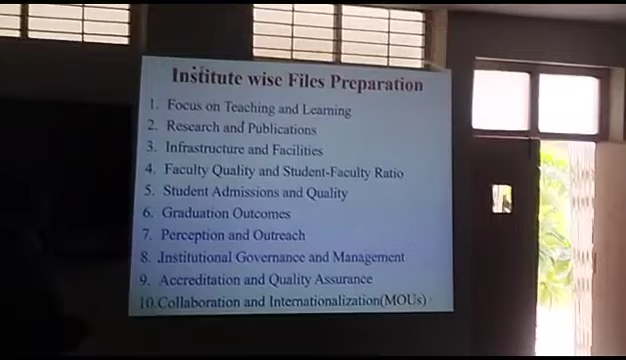 Institute wise Files Preparation
1. Focus on Teaching and Learning
2. Research and Publications
3. Infrastructure and Facilities
4. Faculty Quality and Student-Faculty Ratio
5. Student Admissions and Quality
6. Graduation Outcomes
7. Perception and Outreach
8. Institutional Governance and Management
9. Accreditation and Quality Assurance
10.Collaboration and Internationalization(MOUs)